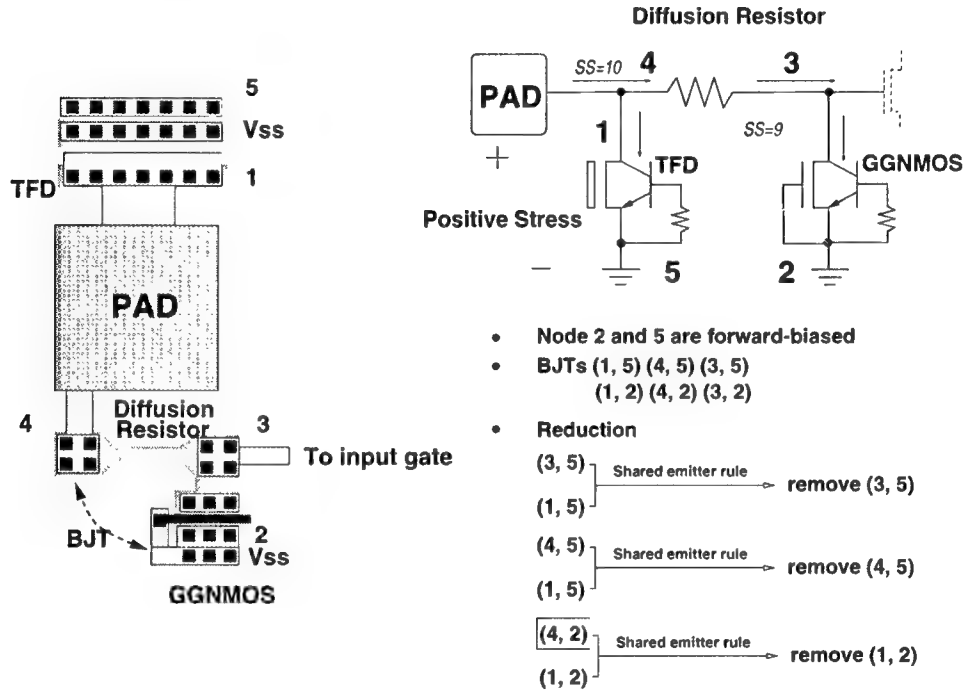 5
Vss
TFD
1
PAD
4
Diffusion
Resistor
3
To input gate
BJT
2
Vss
GGNMOS
Diffusion Resistor
PAD
SS=10
4
3
1
SS=9
TFD
GGNMOS
+
Positive Stress
−
5
2
• Node 2 and 5 are forward-biased
• BJTs (1, 5) (4, 5) (3, 5)
(1, 2) (4, 2) (3, 2)
• Reduction
(3, 5)
Shared emitter rule
remove (3, 5)
(1, 5)
(4, 5)
Shared emitter rule
remove (4, 5)
(1, 5)
(4, 2)
Shared emitter rule
remove (1, 2)
(1, 2)